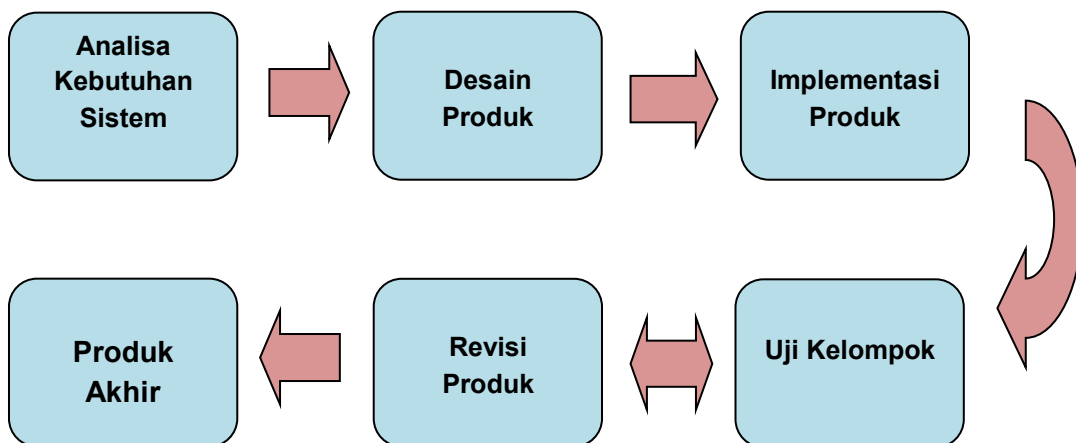 Analisa
Kebutuhan
Sistem
Desain
Produk
Implementasi
Produk
Produk
Akhir
Revisi
Produk
Uji Kelompok